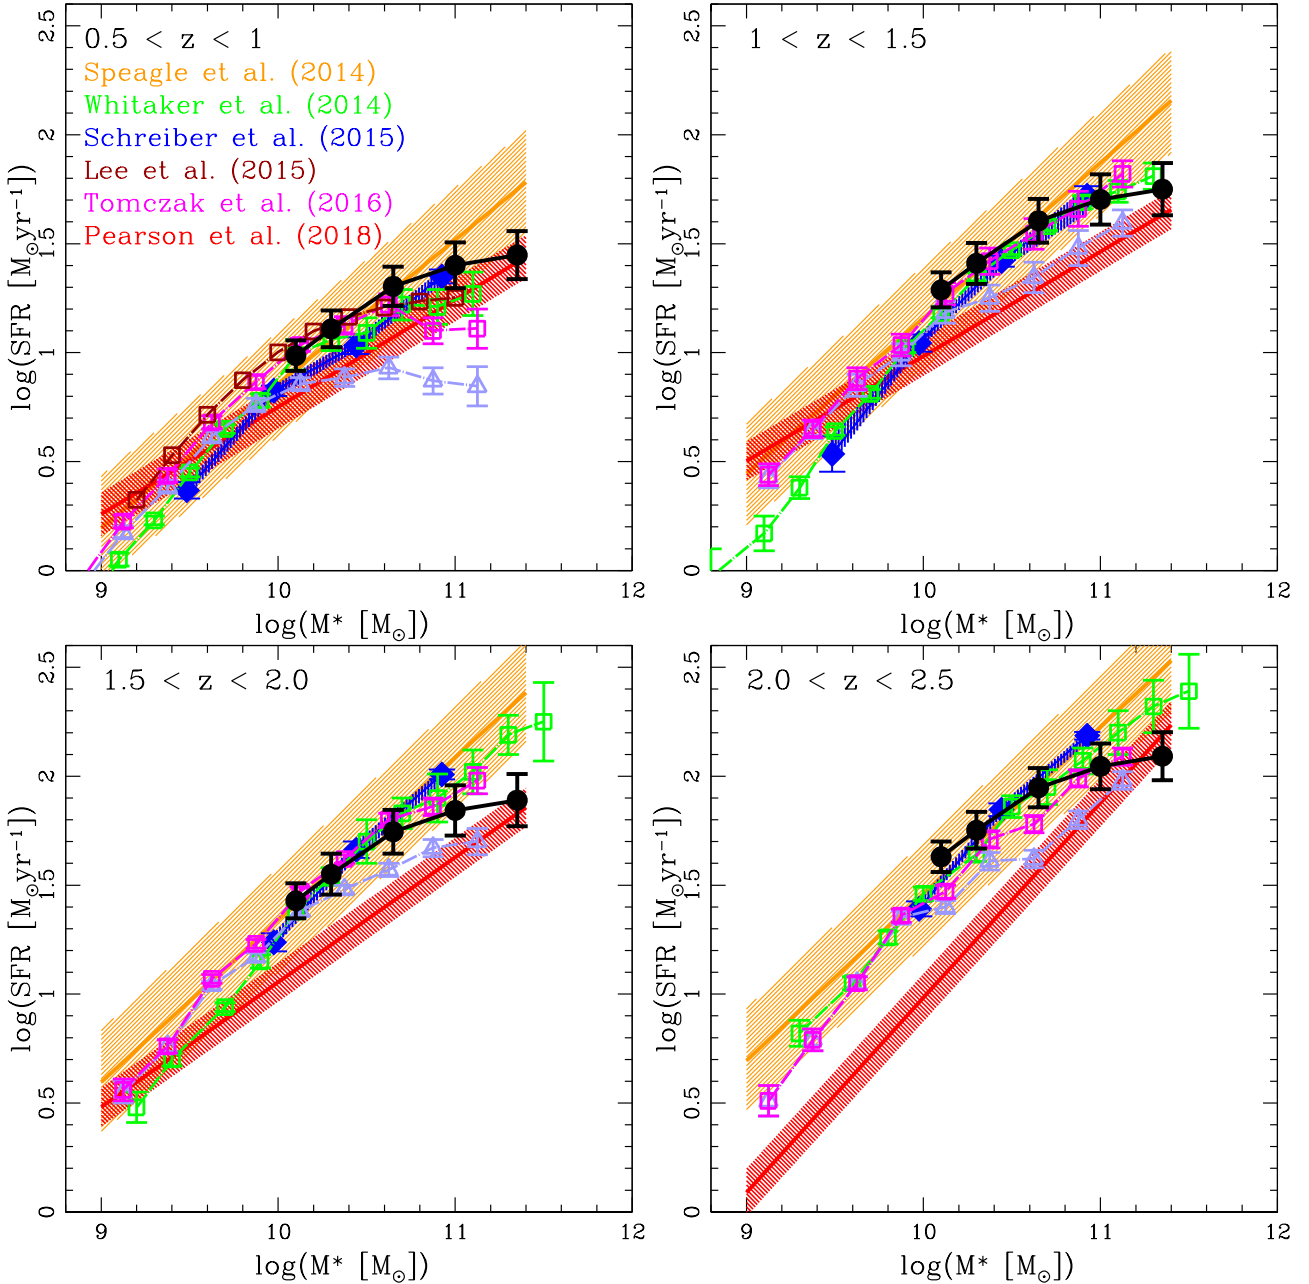 0.5 < z < 1
Speagle et al. (2014)
Whitaker et al. (2014)
Schreiber et al. (2015)
Lee et al. (2015)
Tomczak et al. (2016)
Pearson et al. (2018)
log(SFR [M⊙yr⁻¹])
0 0.5 1 1.5 2 2.5
9 10 11 12
log(M* [M⊙])
1 < z < 1.5
log(SFR [M⊙yr⁻¹])
0 0.5 1 1.5 2 2.5
9 10 11 12
log(M* [M⊙])
1.5 < z < 2.0
log(SFR [M⊙yr⁻¹])
0 0.5 1 1.5 2 2.5
9 10 11 12
log(M* [M⊙])
2.0 < z < 2.5
log(SFR [M⊙yr⁻¹])
0 0.5 1 1.5 2 2.5
9 10 11 12
log(M* [M⊙])